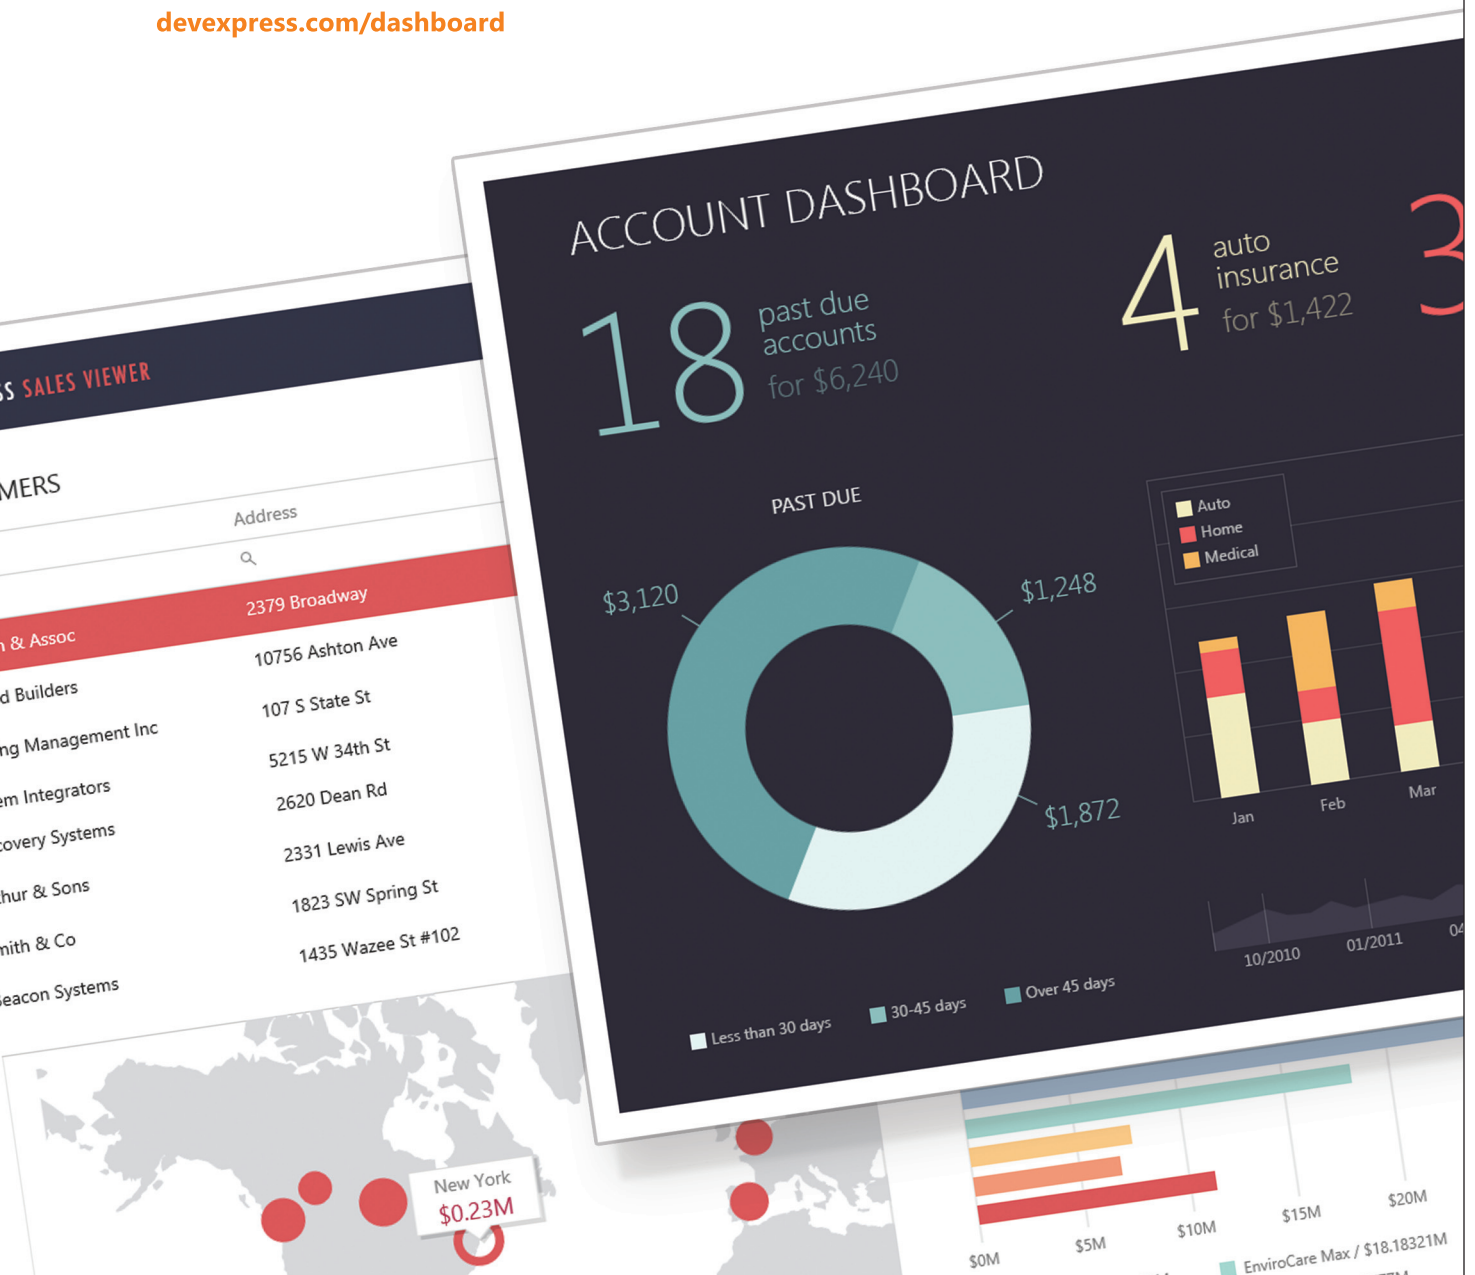 devexpress.com/dashboard
ACCOUNT DASHBOARD
18 past due
accounts
for $6,240
4 auto
insurance
for $1,422
3
PAST DUE
$3,120
$1,248
$1,872
Less than 30 days
30-45 days
Over 45 days
Auto
Home
Medical
Jan
Feb
Mar
10/2010
01/2011
04
SS SALES VIEWER
MERS
Address
n & Assoc 2379 Broadway
d Builders 10756 Ashton Ave
ng Management Inc 107 S State St
em Integrators 5215 W 34th St
covery Systems 2620 Dean Rd
thur & Sons 2331 Lewis Ave
mith & Co 1823 SW Spring St
Beacon Systems 1435 Wazee St #102
New York
$0.23M
$0M
$5M
$10M
$15M
$20M
EnviroCare Max / $18.18321M